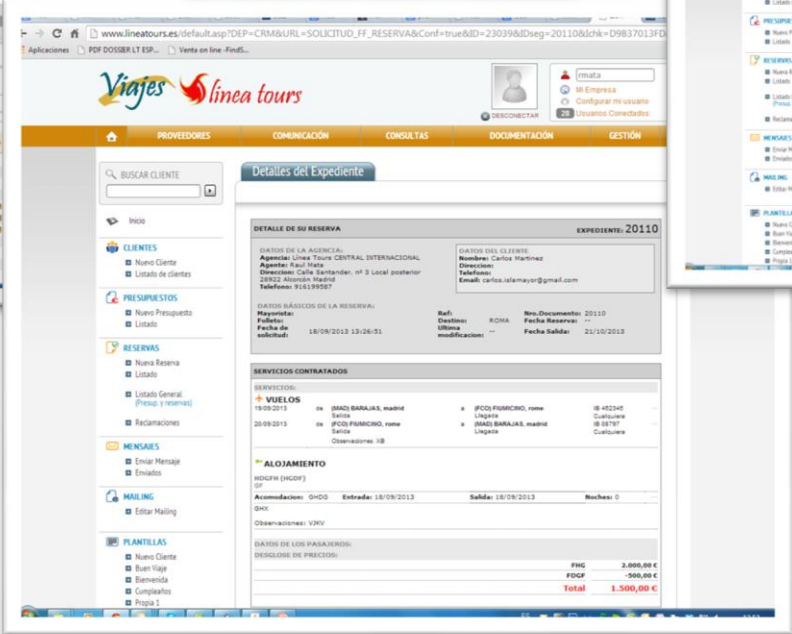 www.lineatours.es/default.asp?DEP=CRM&URL=SOLICITUD_FF_RESERVA&Conf=true&ID=23039&IDseg=20110&Ichk=D9B37013FD
Aplicaciones PDF DOSSIER LT ESP... Venta on line -FindS...
Viajes linea tours
rmata
Mi Empresa
Configurar mi usuario
DESCONECTAR 28 Usuarios Conectados
PROVEEDORES COMUNICACIÓN CONSULTAS DOCUMENTACIÓN GESTIÓN
BUSCAR CLIENTE
Inicio
CLIENTES
Nuevo Cliente
Listado de clientes
PRESUPUESTOS
Nuevo Presupuesto
Listado
RESERVAS
Nueva Reserva
Listado
Listado General
(Presup. y reservas)
Reclamaciones
MENSAJES
Enviar Mensaje
Enviados
MAILING
Editar Mailing
PLANTILLAS
Nuevo Cliente
Buen Viaje
Bienvenida
Cumpleaños
Propia 1
Detalles del Expediente
DETALLE DE SU RESERVA EXPEDIENTE: 20110
DATOS DE LA AGENCIA:
Agencia: Linea Tours CENTRAL INTERNACIONAL
Agente: Raul Mata
Direccion: Calle Santander, nº 3 Local posterior
28922 Alcorcón Madrid
Telefono: 916199587
DATOS DEL CLIENTE
Nombre: Carlos Martinez
Direccion:
Telefono:
Email: carlos.islamayor@gmail.com
DATOS BÁSICOS DE LA RESERVA:
Mayorista: Ref: Nro.Documento: 20110
Folleto: Destino: ROMA Fecha Reserva: --
Fecha de solicitud: 18/09/2013 13:26:51 Ultima modificacion: -- Fecha Salida: 21/10/2013
SERVICIOS CONTRATADOS
SERVICIOS:
VUELOS
19/09/2013 de (MAD) BARAJAS, madrid a (FCO) FIUMICINO, rome IB 462345
Salida Llegada Cualquiera
20/09/2013 de (FCO) FIUMICINO, rome a (MAD) BARAJAS, madrid IB 08797
Salida Llegada Cualquiera
Observaciones XB
ALOJAMIENTO
HDGFH (HGDF)
GF
Acomodacion: GHDG Entrada: 18/09/2013 Salida: 18/09/2013 Noches: 0
GHX
Observaciones: VJKV
DATOS DE LOS PASAJEROS:
DESGLOSE DE PRECIOS:
FHG 2.000,00 €
FDGF -500,00 €
Total 1.500,00 €